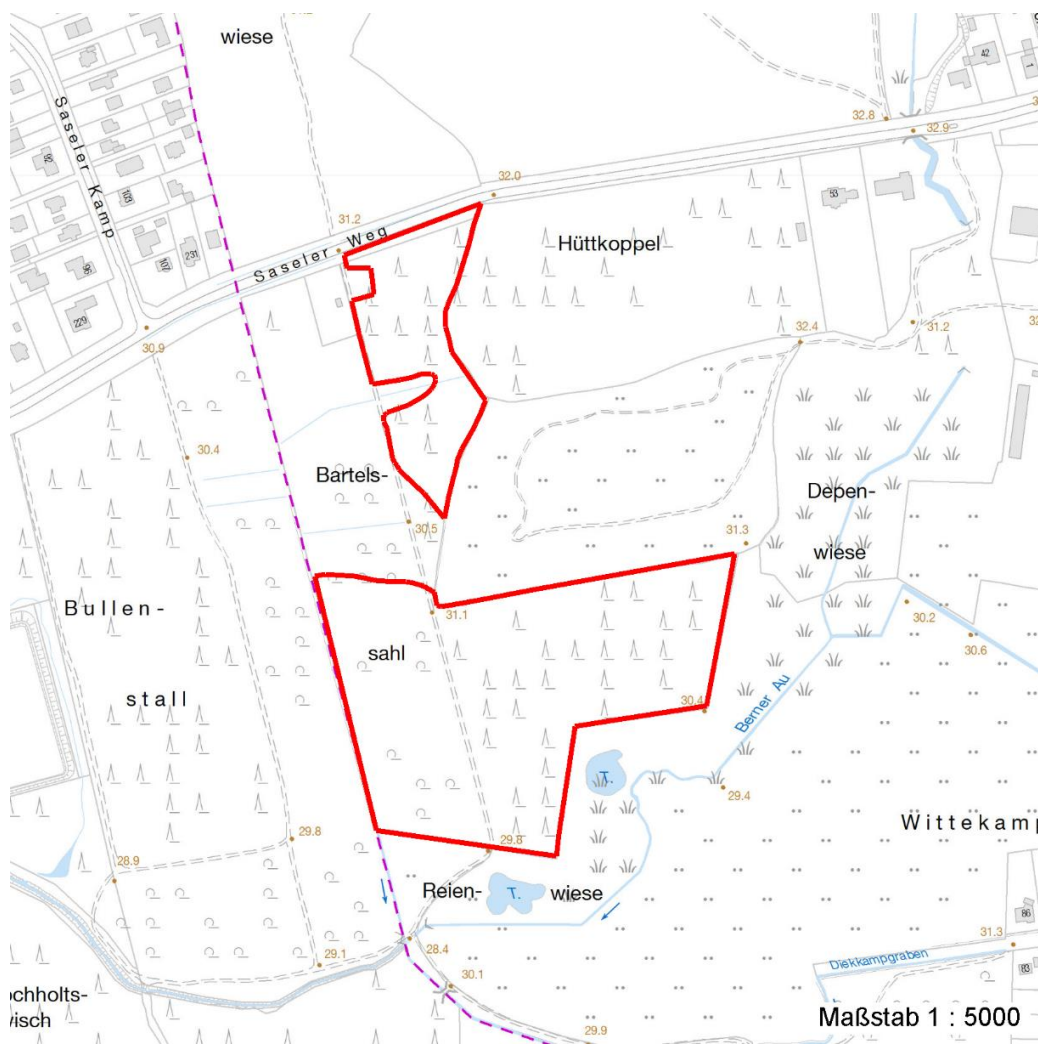 wiese
42
1
32.8
32.9
Saseler Kamp
92
103
32.0
31.2
53
Saseler Weg
Hüttkoppel
107
231
96
229
30.9
32.4
31.2
30.4
Bartels-
Depen-
30.5
31.3
wiese
Bullen-
31.1
30.2
30.6
sahl
stall
30.4
Berner Au
T.
29.4
29.8
29.8
Wittekamp
28.9
Reien-
T.
wiese
86
28.4
31.3
29.1
Diekkampgraben
83
30.1
ochholts-
wisch
29.9
Maßstab 1 : 5000